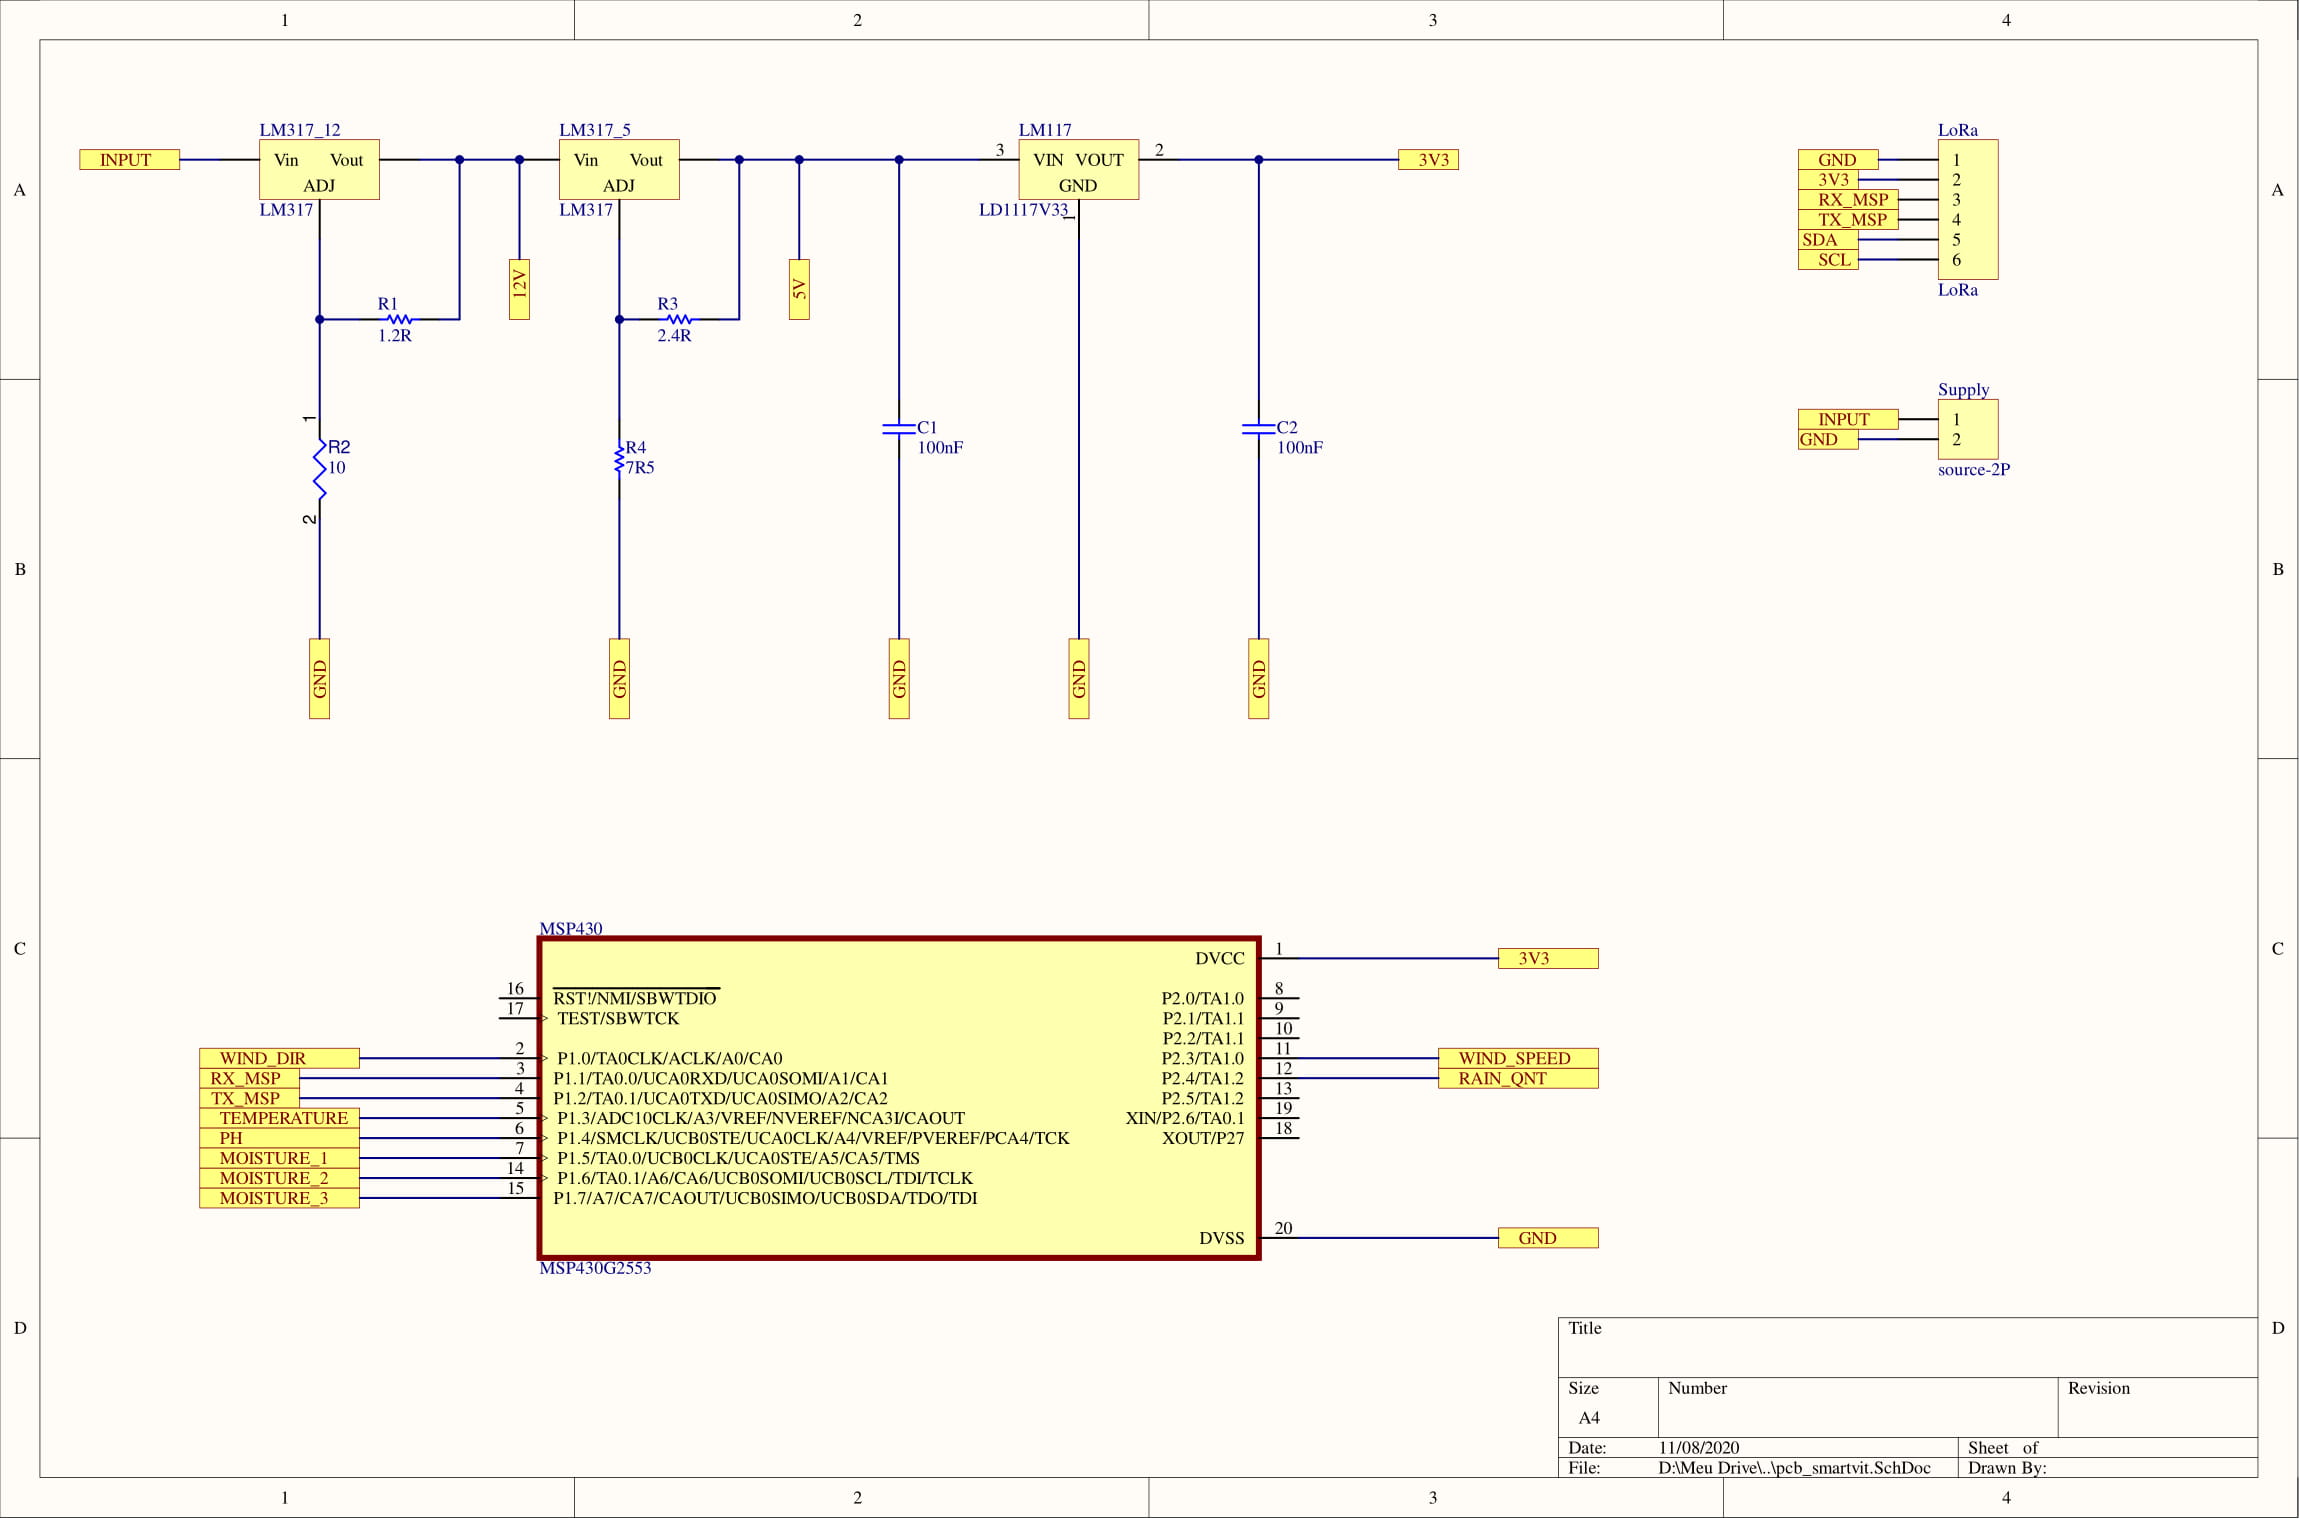 1 2 3 4
A A
B B
C C
D D
LM317_12
INPUT
Vin Vout
ADJ
LM317
R1
1.2R
12V
1
R2
10
2
GND
LM317_5
Vin Vout
ADJ
LM317
R3
2.4R
5V
R4
7R5
GND
C1
100nF
GND
LM117
3 VIN VOUT 2
GND
LD1117V33
1
GND
3V3
C2
100nF
GND
LoRa
GND 1
3V3 2
RX_MSP 3
TX_MSP 4
SDA 5
SCL 6
LoRa
Supply
INPUT 1
GND 2
source-2P
MSP430
16 RST!/NMI/SBWTDIO
17 TEST/SBWTCK
WIND_DIR 2 P1.0/TA0CLK/ACLK/A0/CA0
RX_MSP 3 P1.1/TA0.0/UCA0RXD/UCA0SOMI/A1/CA1
TX_MSP 4 P1.2/TA0.1/UCA0TXD/UCA0SIMO/A2/CA2
TEMPERATURE 5 P1.3/ADC10CLK/A3/VREF/NVEREF/NCA3I/CAOUT
PH 6 P1.4/SMCLK/UCB0STE/UCA0CLK/A4/VREF/PVEREF/PCA4/TCK
MOISTURE_1 7 P1.5/TA0.0/UCB0CLK/UCA0STE/A5/CA5/TMS
MOISTURE_2 14 P1.6/TA0.1/A6/CA6/UCB0SOMI/UCB0SCL/TDI/TCLK
MOISTURE_3 15 P1.7/A7/CA7/CAOUT/UCB0SIMO/UCB0SDA/TDO/TDI
DVCC 1 3V3
P2.0/TA1.0 8
P2.1/TA1.1 9
P2.2/TA1.1 10
P2.3/TA1.0 11 WIND_SPEED
P2.4/TA1.2 12 RAIN_QNT
P2.5/TA1.2 13
XIN/P2.6/TA0.1 19
XOUT/P27 18
DVSS 20 GND
MSP430G2553
Title
Size Number Revision
A4
Date: 11/08/2020 Sheet of
File: D:\Meu Drive\..\pcb_smartvit.SchDoc Drawn By:
1 2 3 4